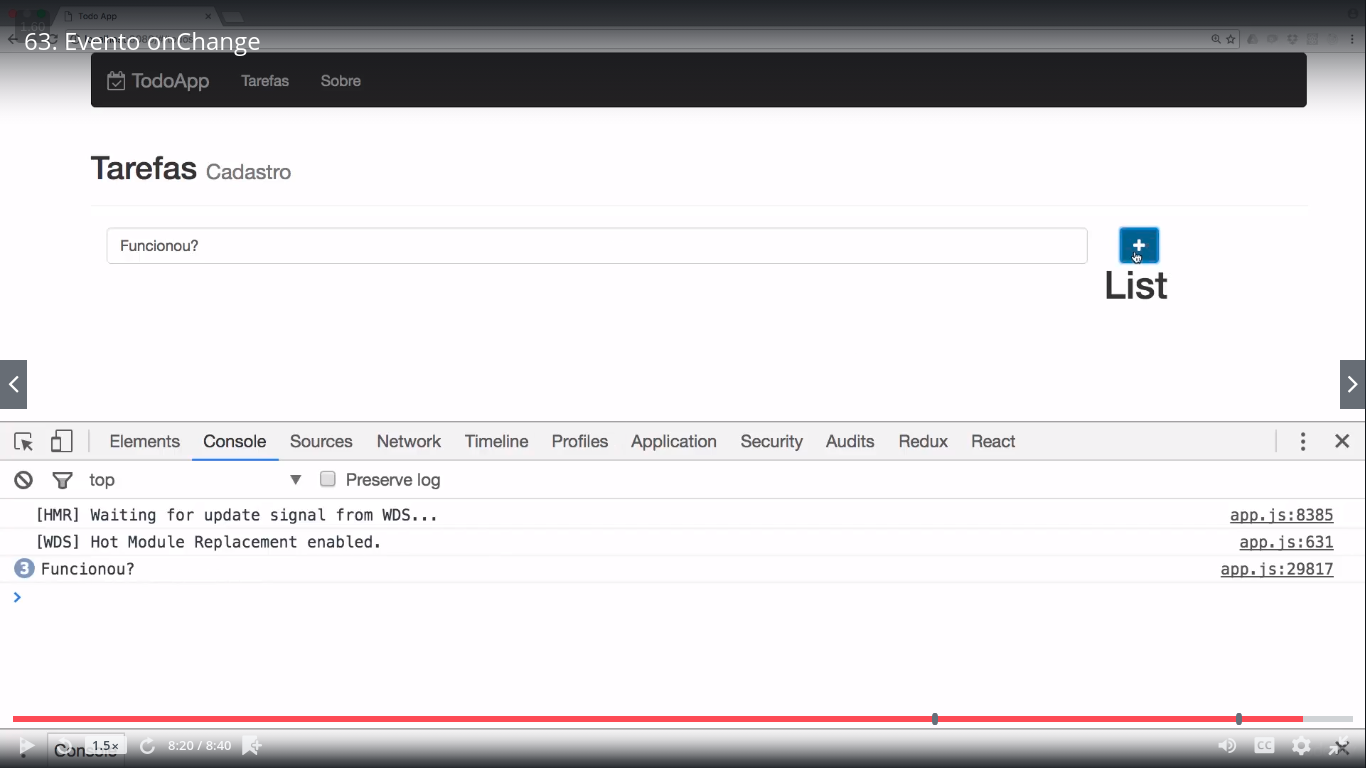 Todo App
63. Evento onChange
TodoApp Tarefas Sobre
Tarefas Cadastro
Funcionou?
List
Elements Console Sources Network Timeline Profiles Application Security Audits Redux React
top Preserve log
[HMR] Waiting for update signal from WDS... app.js:8385
[WDS] Hot Module Replacement enabled. app.js:631
3 Funcionou? app.js:29817
1.5× 8:20 / 8:40 CC
Console